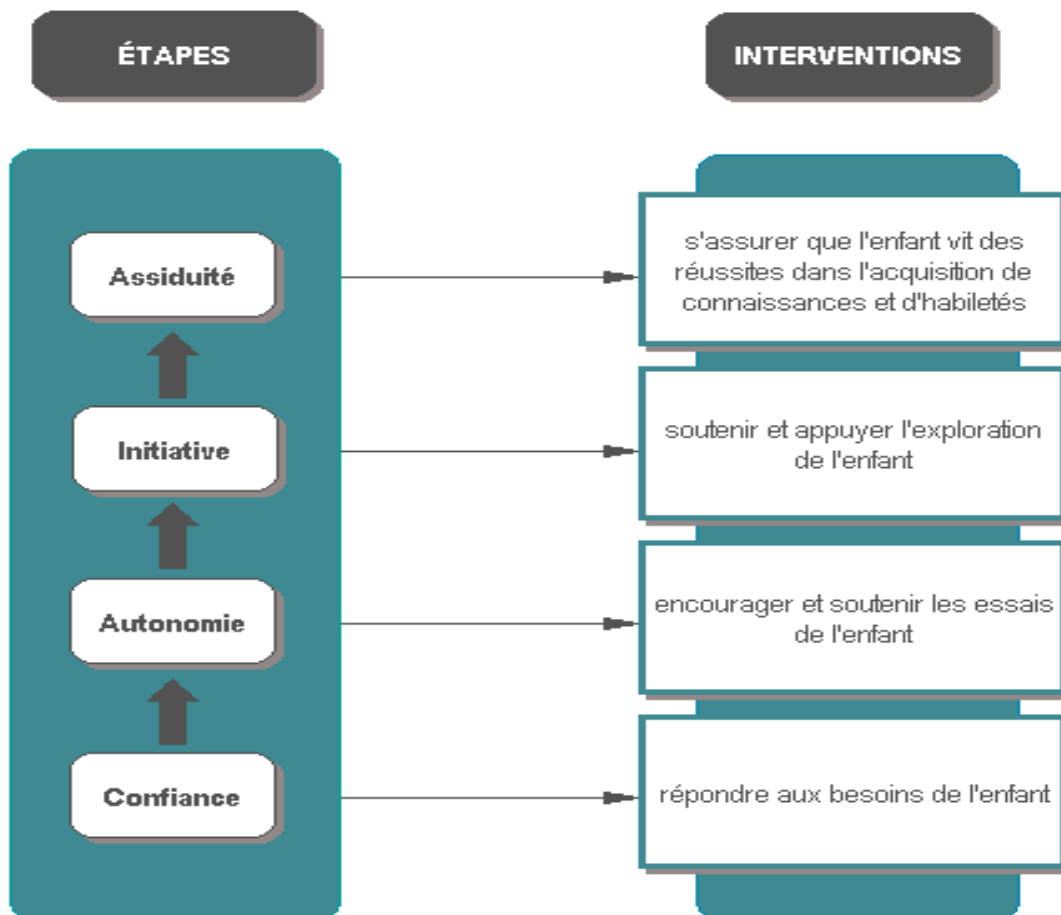 ÉTAPES
INTERVENTIONS
Assiduité
s'assurer que l'enfant vit des
réussites dans l'acquisition de
connaissances et d'habiletés
Initiative
soutenir et appuyer l'exploration
de l'enfant
Autonomie
encourager et soutenir les essais
de l'enfant
Confiance
répondre aux besoins de l'enfant